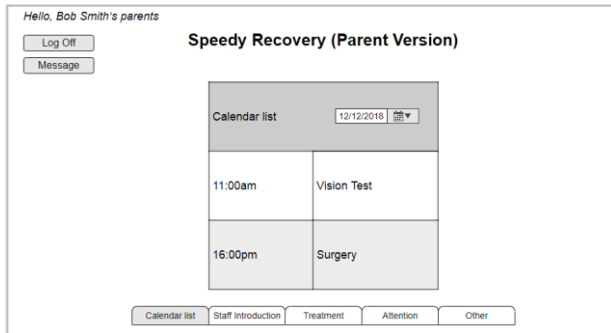 Hello, Bob Smith's parents
Log Off
Speedy Recovery (Parent Version)
Message
Calendar list 12/12/2018
11:00am Vision Test
16:00pm Surgery
Calendar list Staff Introduction Treatment Attention Other